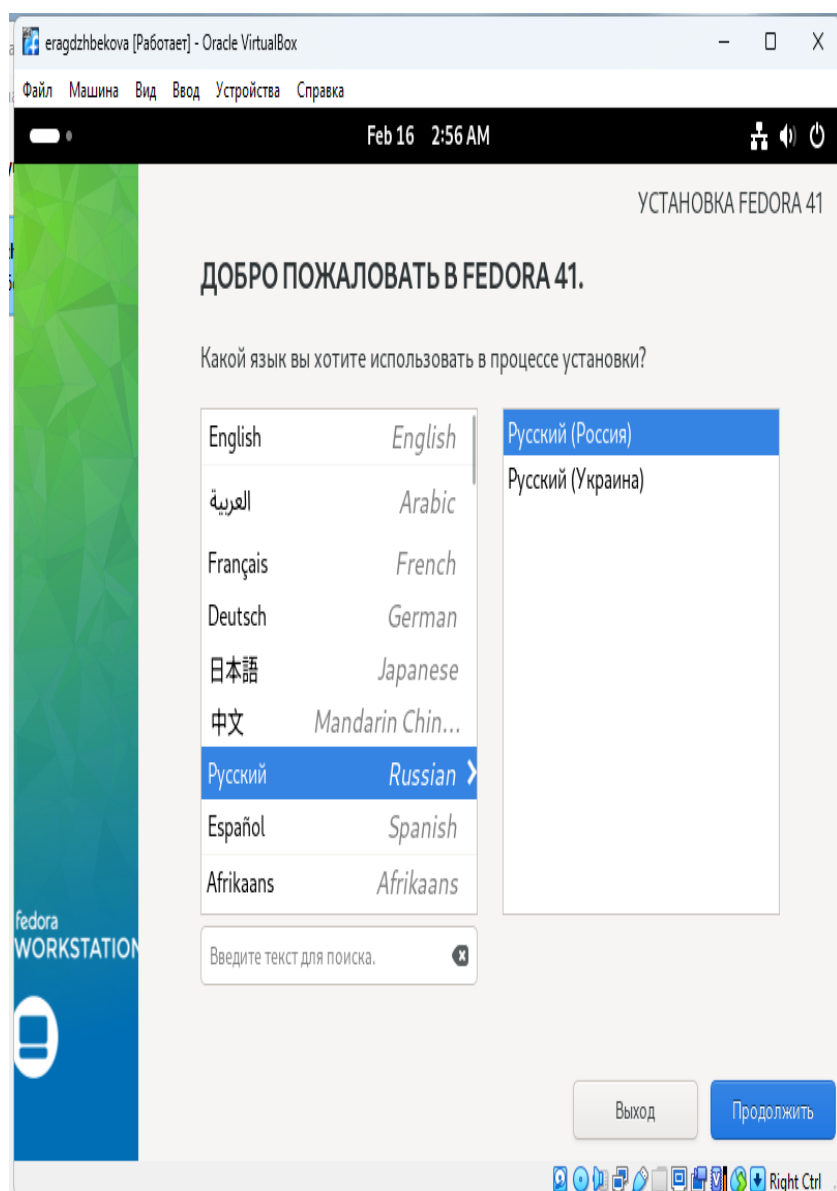 eragdzhbekova [Работает] - Oracle VirtualBox
Файл Машина Вид Ввод Устройства Справка
Feb 16 2:56 AM
УСТАНОВКА FEDORA 41
ДОБРО ПОЖАЛОВАТЬ В FEDORA 41.
Какой язык вы хотите использовать в процессе установки?
English English
العربية Arabic
Français French
Deutsch German
日本語 Japanese
中文 Mandarin Chin...
Русский Russian
Español Spanish
Afrikaans Afrikaans
Русский (Россия)
Русский (Украина)
Введите текст для поиска.
fedora
WORKSTATION
Выход Продолжить
Right Ctrl